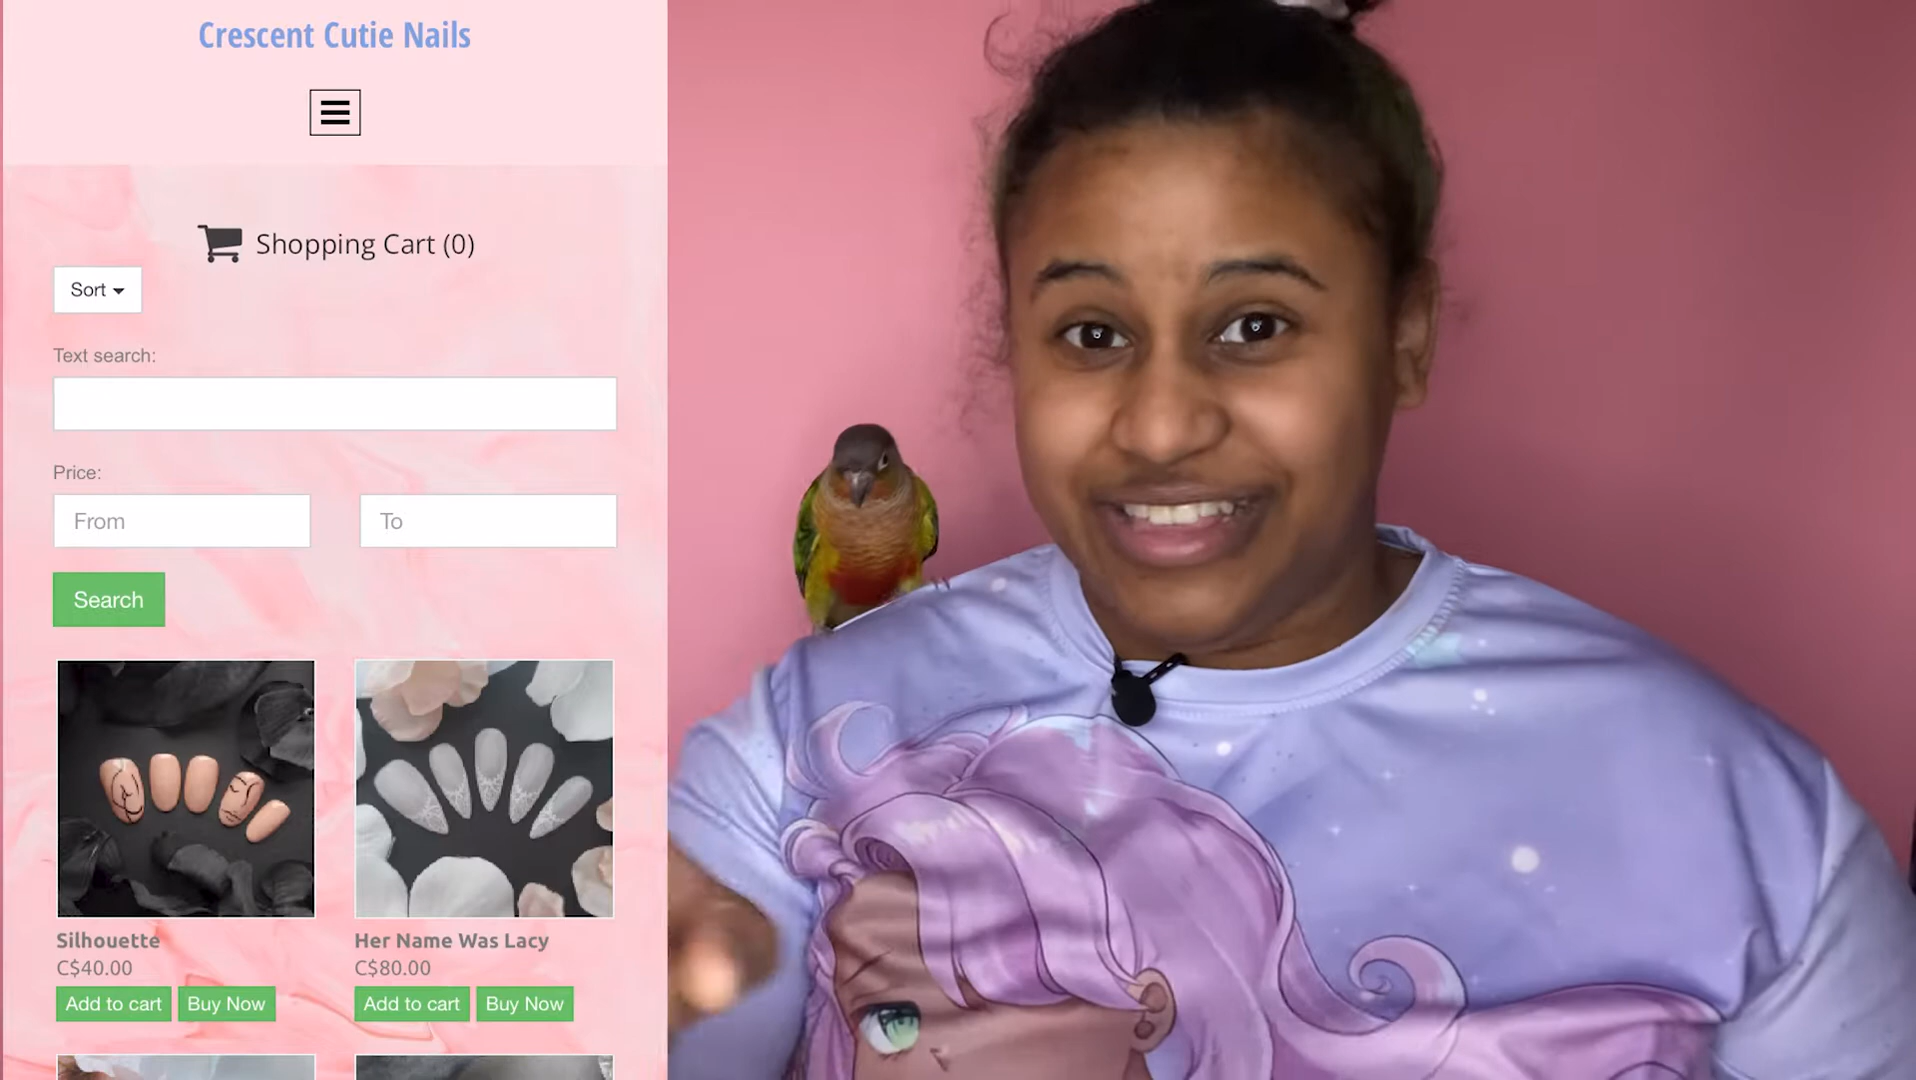 Crescent Cutie Nails
Shopping Cart (0)
Sort
Text search:
Price:
From To
Search
Silhouette Her Name Was Lacy
C$40.00 C$80.00
Add to cart Buy Now Add to cart Buy Now